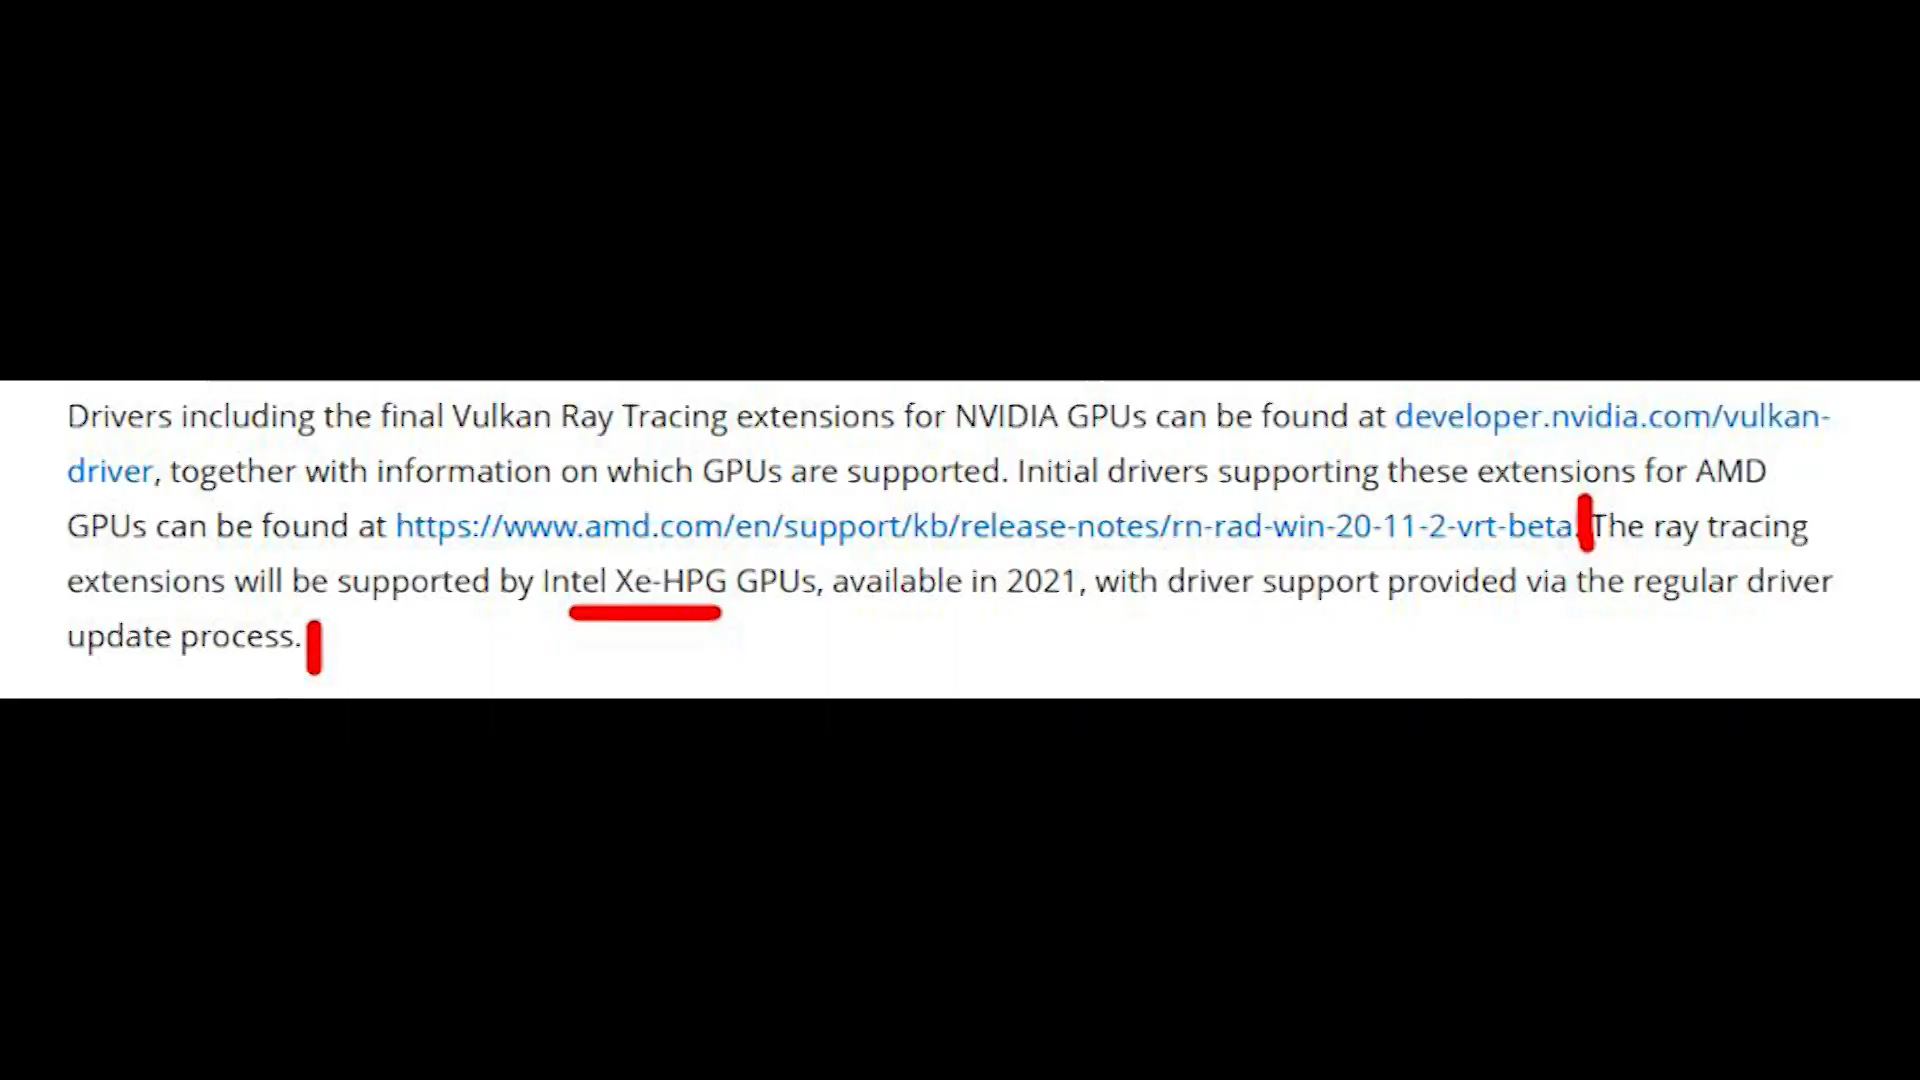 Drivers including the final Vulkan Ray Tracing extensions for NVIDIA GPUs can be found at developer.nvidia.com/vulkan-
driver, together with information on which GPUs are supported. Initial drivers supporting these extensions for AMD
GPUs can be found at https://www.amd.com/en/support/kb/release-notes/rn-rad-win-20-11-2-vrt-beta. The ray tracing
extensions will be supported by Intel Xe-HPG GPUs, available in 2021, with driver support provided via the regular driver
update process.